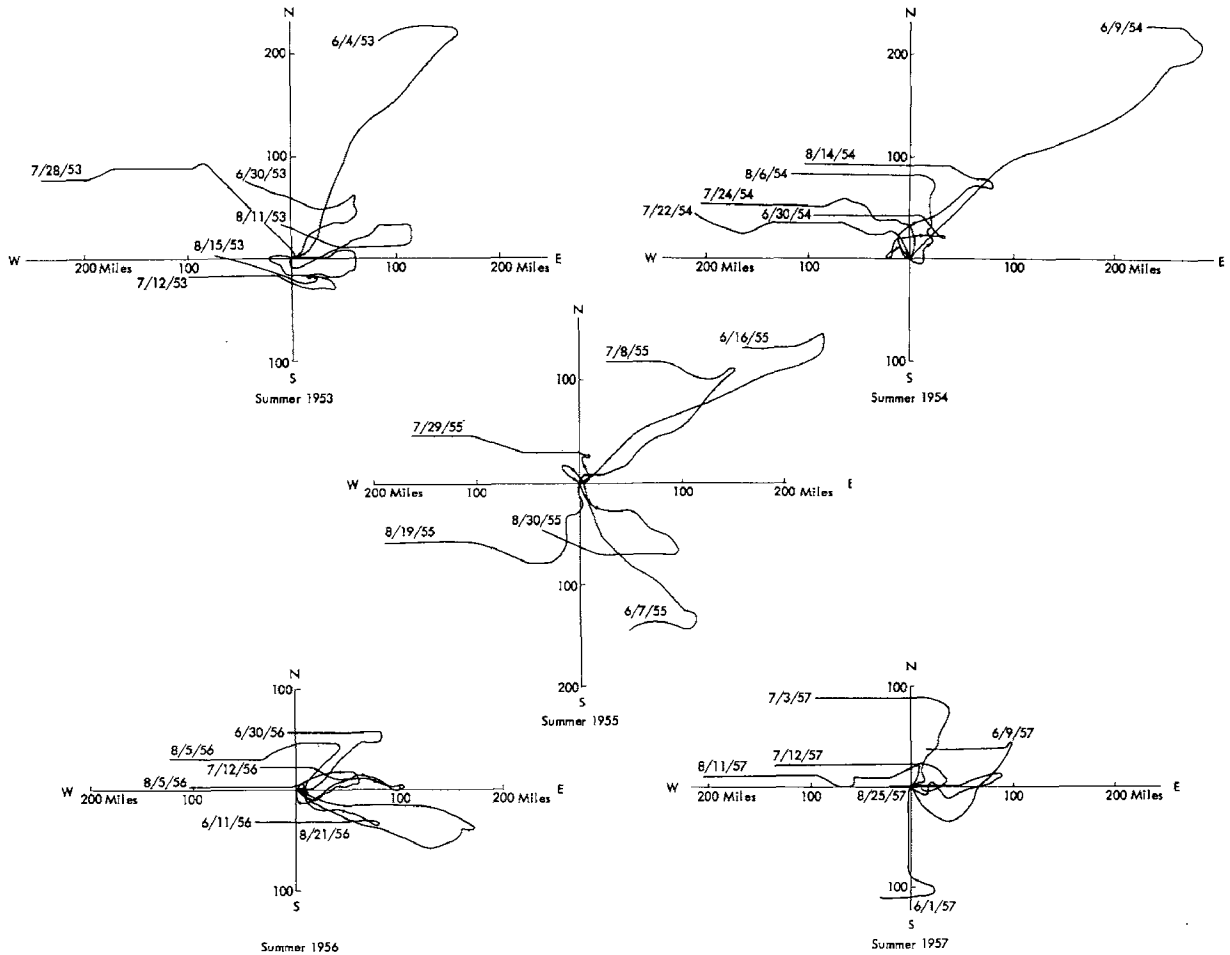 N
200
6/4/53
100
7/28/53
6/30/53
8/11/53
8/15/53
W
E
200 Miles
100
100
200 Miles
7/12/53
100
S
Summer 1953
N
6/9/54
200
100
8/14/54
8/6/54
7/24/54
7/22/54
6/30/54
W
E
200 Miles
100
100
200 Miles
100
S
Summer 1954
N
6/16/55
7/8/55
100
7/29/55
W
E
200 Miles
100
100
200 Miles
8/19/55
8/30/55
100
6/7/55
200
S
Summer 1955
N
100
6/30/56
8/5/56
7/12/56
8/5/56
W
E
200 Miles
100
100
200 Miles
6/11/56
8/21/56
100
S
Summer 1956
N
100
7/3/57
6/9/57
7/12/57
8/11/57
W
E
200 Miles
100
8/25/57
100
200 Miles
100
6/1/57
S
Summer 1957